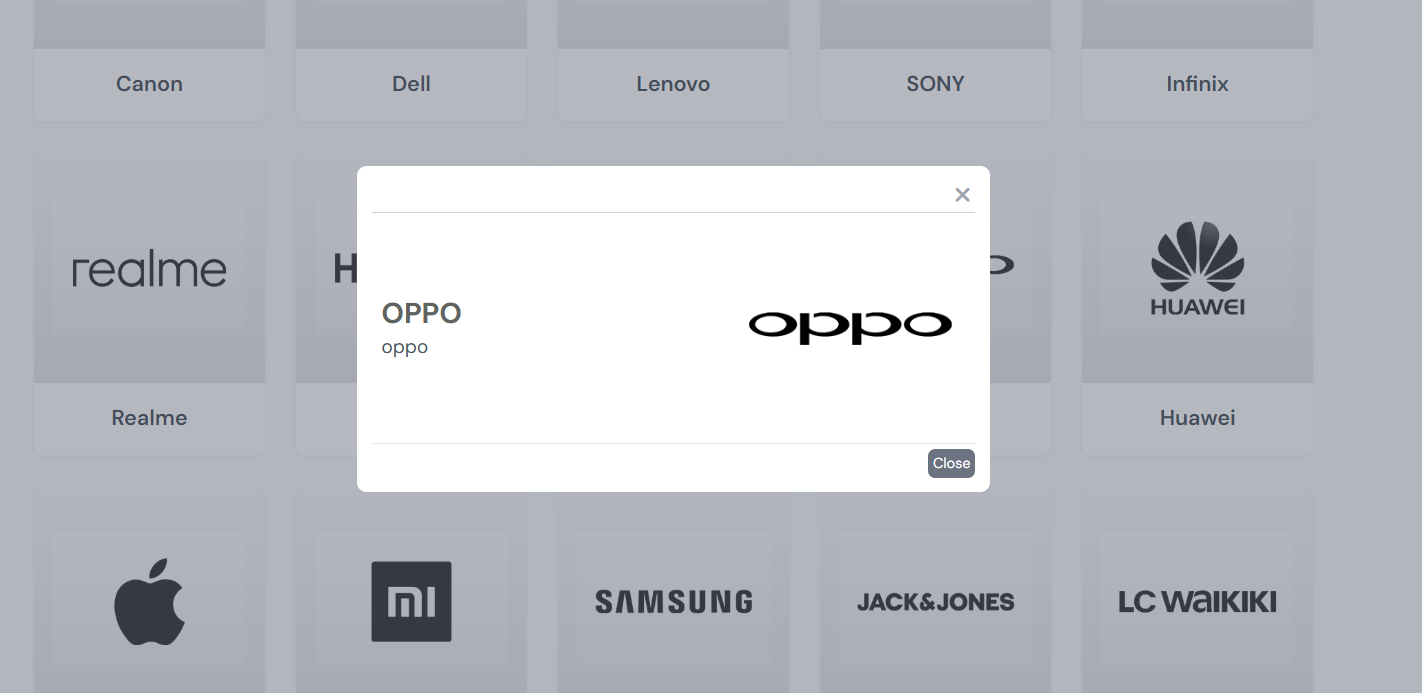 Canon
Dell
Lenovo
SONY
Infinix
OPPO
oppo
oppo
Close
realme
H
HUAWEI
Realme
Huawei
mi
SAMSUNG
JACK&JONES
LC WAIKIKI